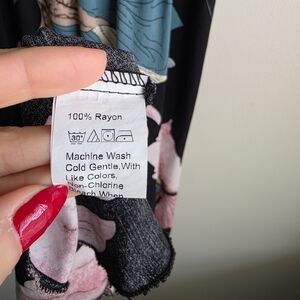 100% Rayon
30°
Machine Wash
Cold Gentle,With
Like Colors,
Non-Chlorine
Bleach When